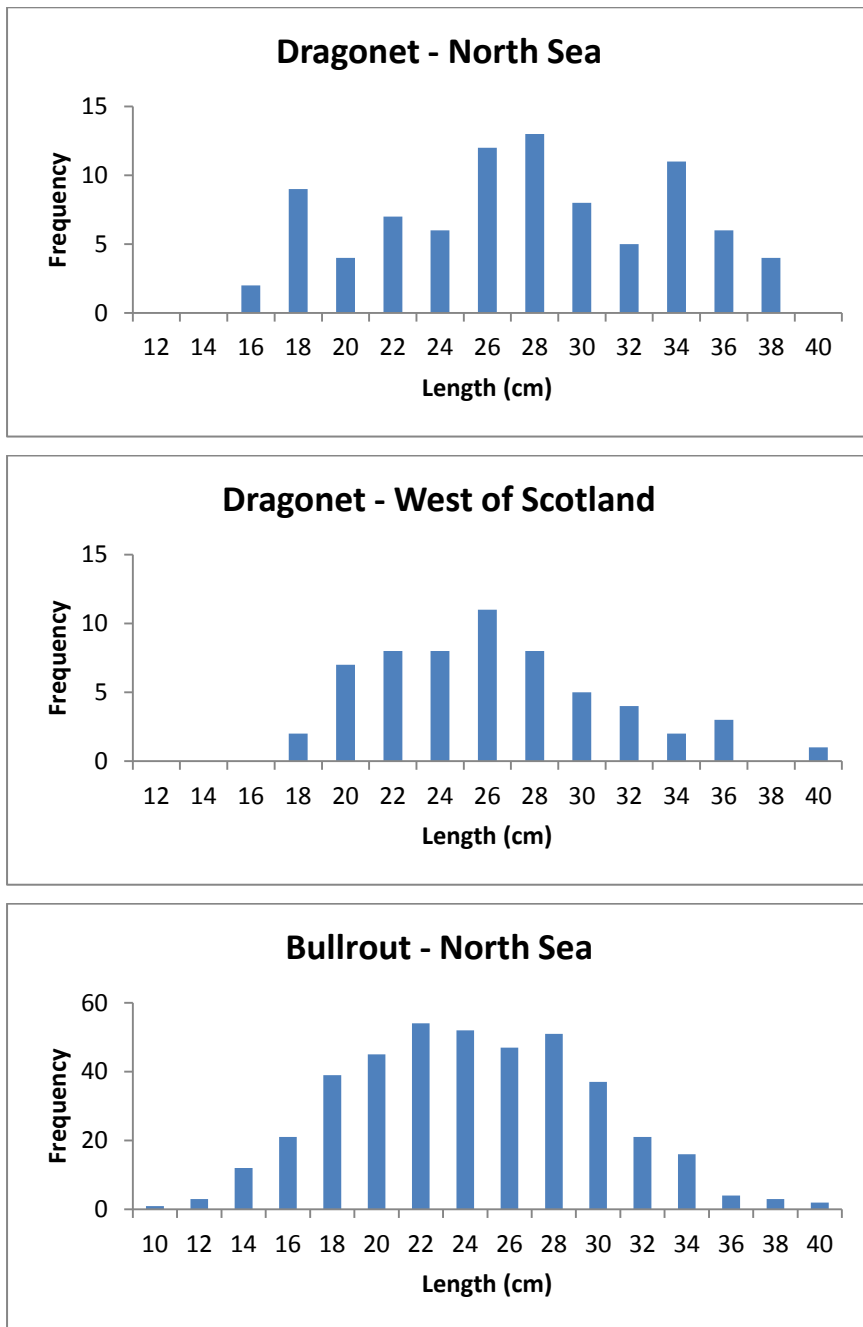 Dragonet - North Sea
15
10
5
0
Frequency
12 14 16 18 20 22 24 26 28 30 32 34 36 38 40
Length (cm)
Dragonet - West of Scotland
15
10
5
0
Frequency
12 14 16 18 20 22 24 26 28 30 32 34 36 38 40
Length (cm)
Bullrout - North Sea
60
40
20
0
Frequency
10 12 14 16 18 20 22 24 26 28 30 32 34 36 38 40
Length (cm)